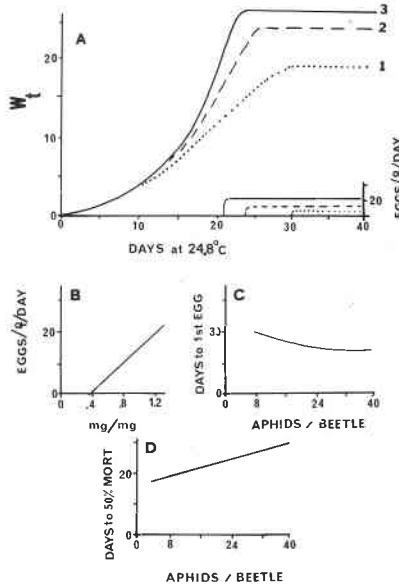 A
3
2
1
W_t
20
10
0
0 10 20 30 40
DAYS at 24.8°C
EGGS/♀/DAY
20
B
EGGS/♀/DAY
20
0
0 .4 .8 1.2
mg/mg
C
DAYS to 1st EGG
30
0
0 8 24 40
APHIDS / BEETLE
D
DAYS to 50% MORT
20
0
0 8 24 40
APHIDS / BEETLE